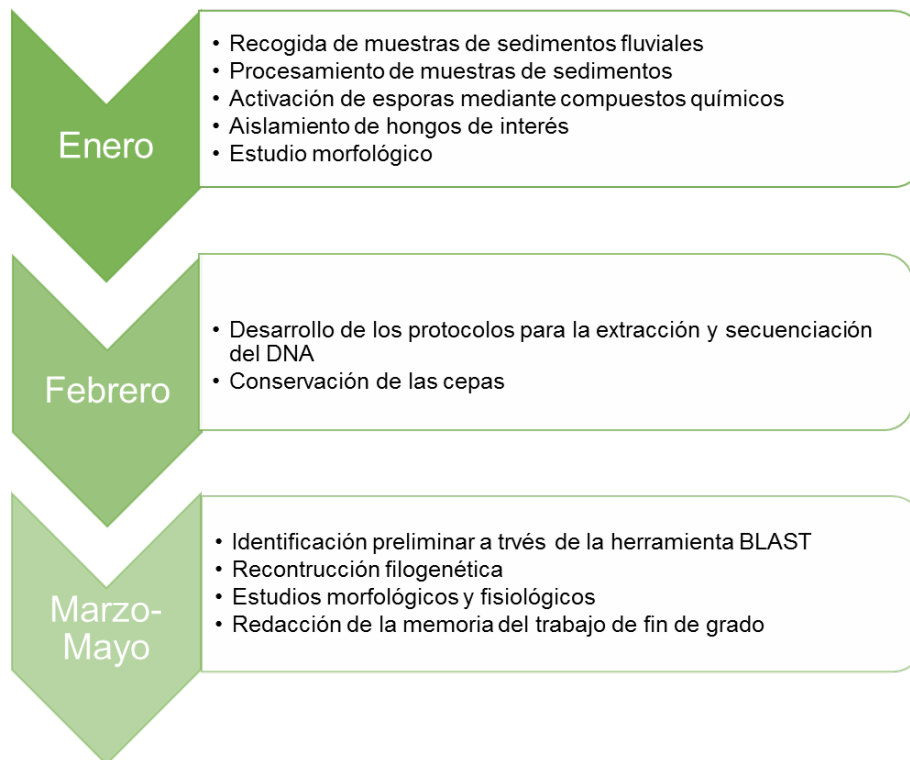 Enero
• Recogida de muestras de sedimentos fluviales
• Procesamiento de muestras de sedimentos
• Activación de esporas mediante compuestos químicos
• Aislamiento de hongos de interés
• Estudio morfológico
Febrero
• Desarrollo de los protocolos para la extracción y secuenciación
del DNA
• Conservación de las cepas
Marzo-
Mayo
• Identificación preliminar a trvés de la herramienta BLAST
• Recontrucción filogenética
• Estudios morfológicos y fisiológicos
• Redacción de la memoria del trabajo de fin de grado